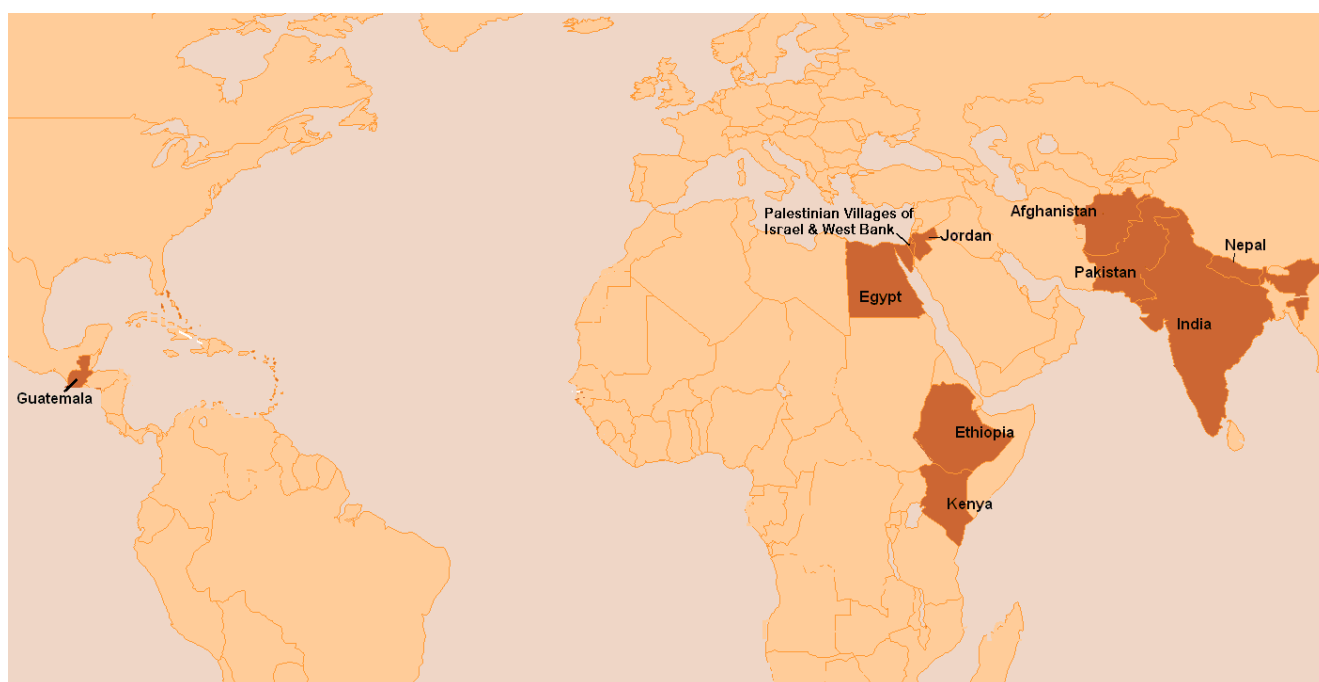 Palestinian Villages of
Israel & West Bank
Afghanistan
Jordan
Nepal
Pakistan
Egypt
India
Guatemala
Ethiopia
Kenya